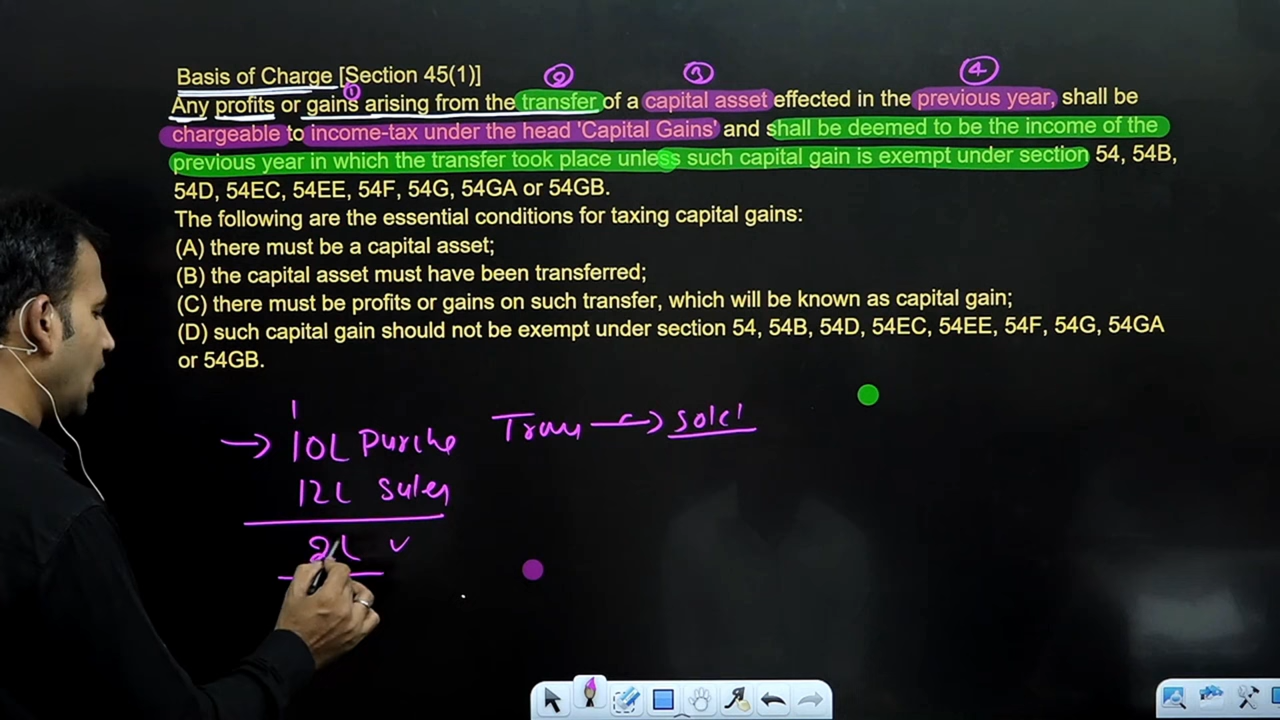 ② ③ ④
Basis of Charge [Section 45(1)]
①
Any profits or gains arising from the transfer of a capital asset effected in the previous year, shall be
chargeable to income-tax under the head 'Capital Gains' and shall be deemed to be the income of the
previous year in which the transfer took place unless such capital gain is exempt under section 54, 54B,
54D, 54EC, 54EE, 54F, 54G, 54GA or 54GB.
The following are the essential conditions for taxing capital gains:
(A) there must be a capital asset;
(B) the capital asset must have been transferred;
(C) there must be profits or gains on such transfer, which will be known as capital gain;
(D) such capital gain should not be exempt under section 54, 54B, 54D, 54EC, 54EE, 54F, 54G, 54GA
or 54GB.
→ 10L Purche Tran → sold
12L Sales
2L ✓